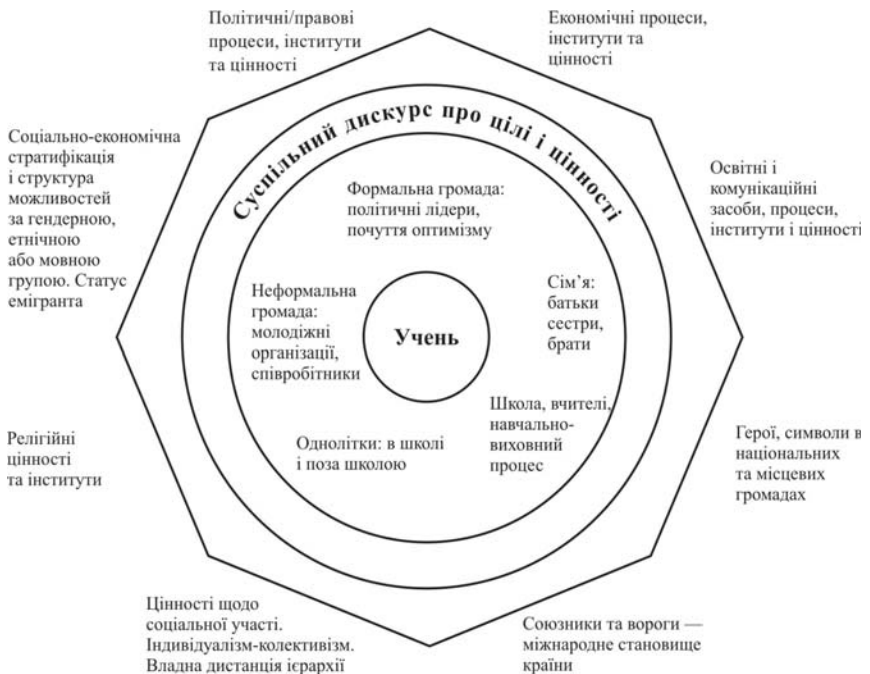 Політичні/правові
процеси, інститути
та цінності
Економічні процеси,
інститути та
цінності
Соціально-економічна
стратифікація
і структура
можливостей
за гендерною,
етнічною
або мовною
групою. Статус
емігранта
Суспільний дискурс про цілі і цінності
Освітні і
комунікаційні
засоби, процеси,
інститути і цінності
Формальна громада:
політичні лідери,
почуття оптимізму
Неформальна
громада:
молодіжні
організації,
співробітники
Учень
Сім’я:
батьки
сестри,
брати
Школа, вчителі,
навчально-
виховний
процес
Однолітки: в школі
і поза школою
Релігійні
цінності
та інститути
Герої, символи в
національних
та місцевих
громадах
Цінності щодо
соціальної участі.
Індивідуалізм-колективізм.
Владна дистанція ієрархії
Союзники та вороги —
міжнародне становище
країни